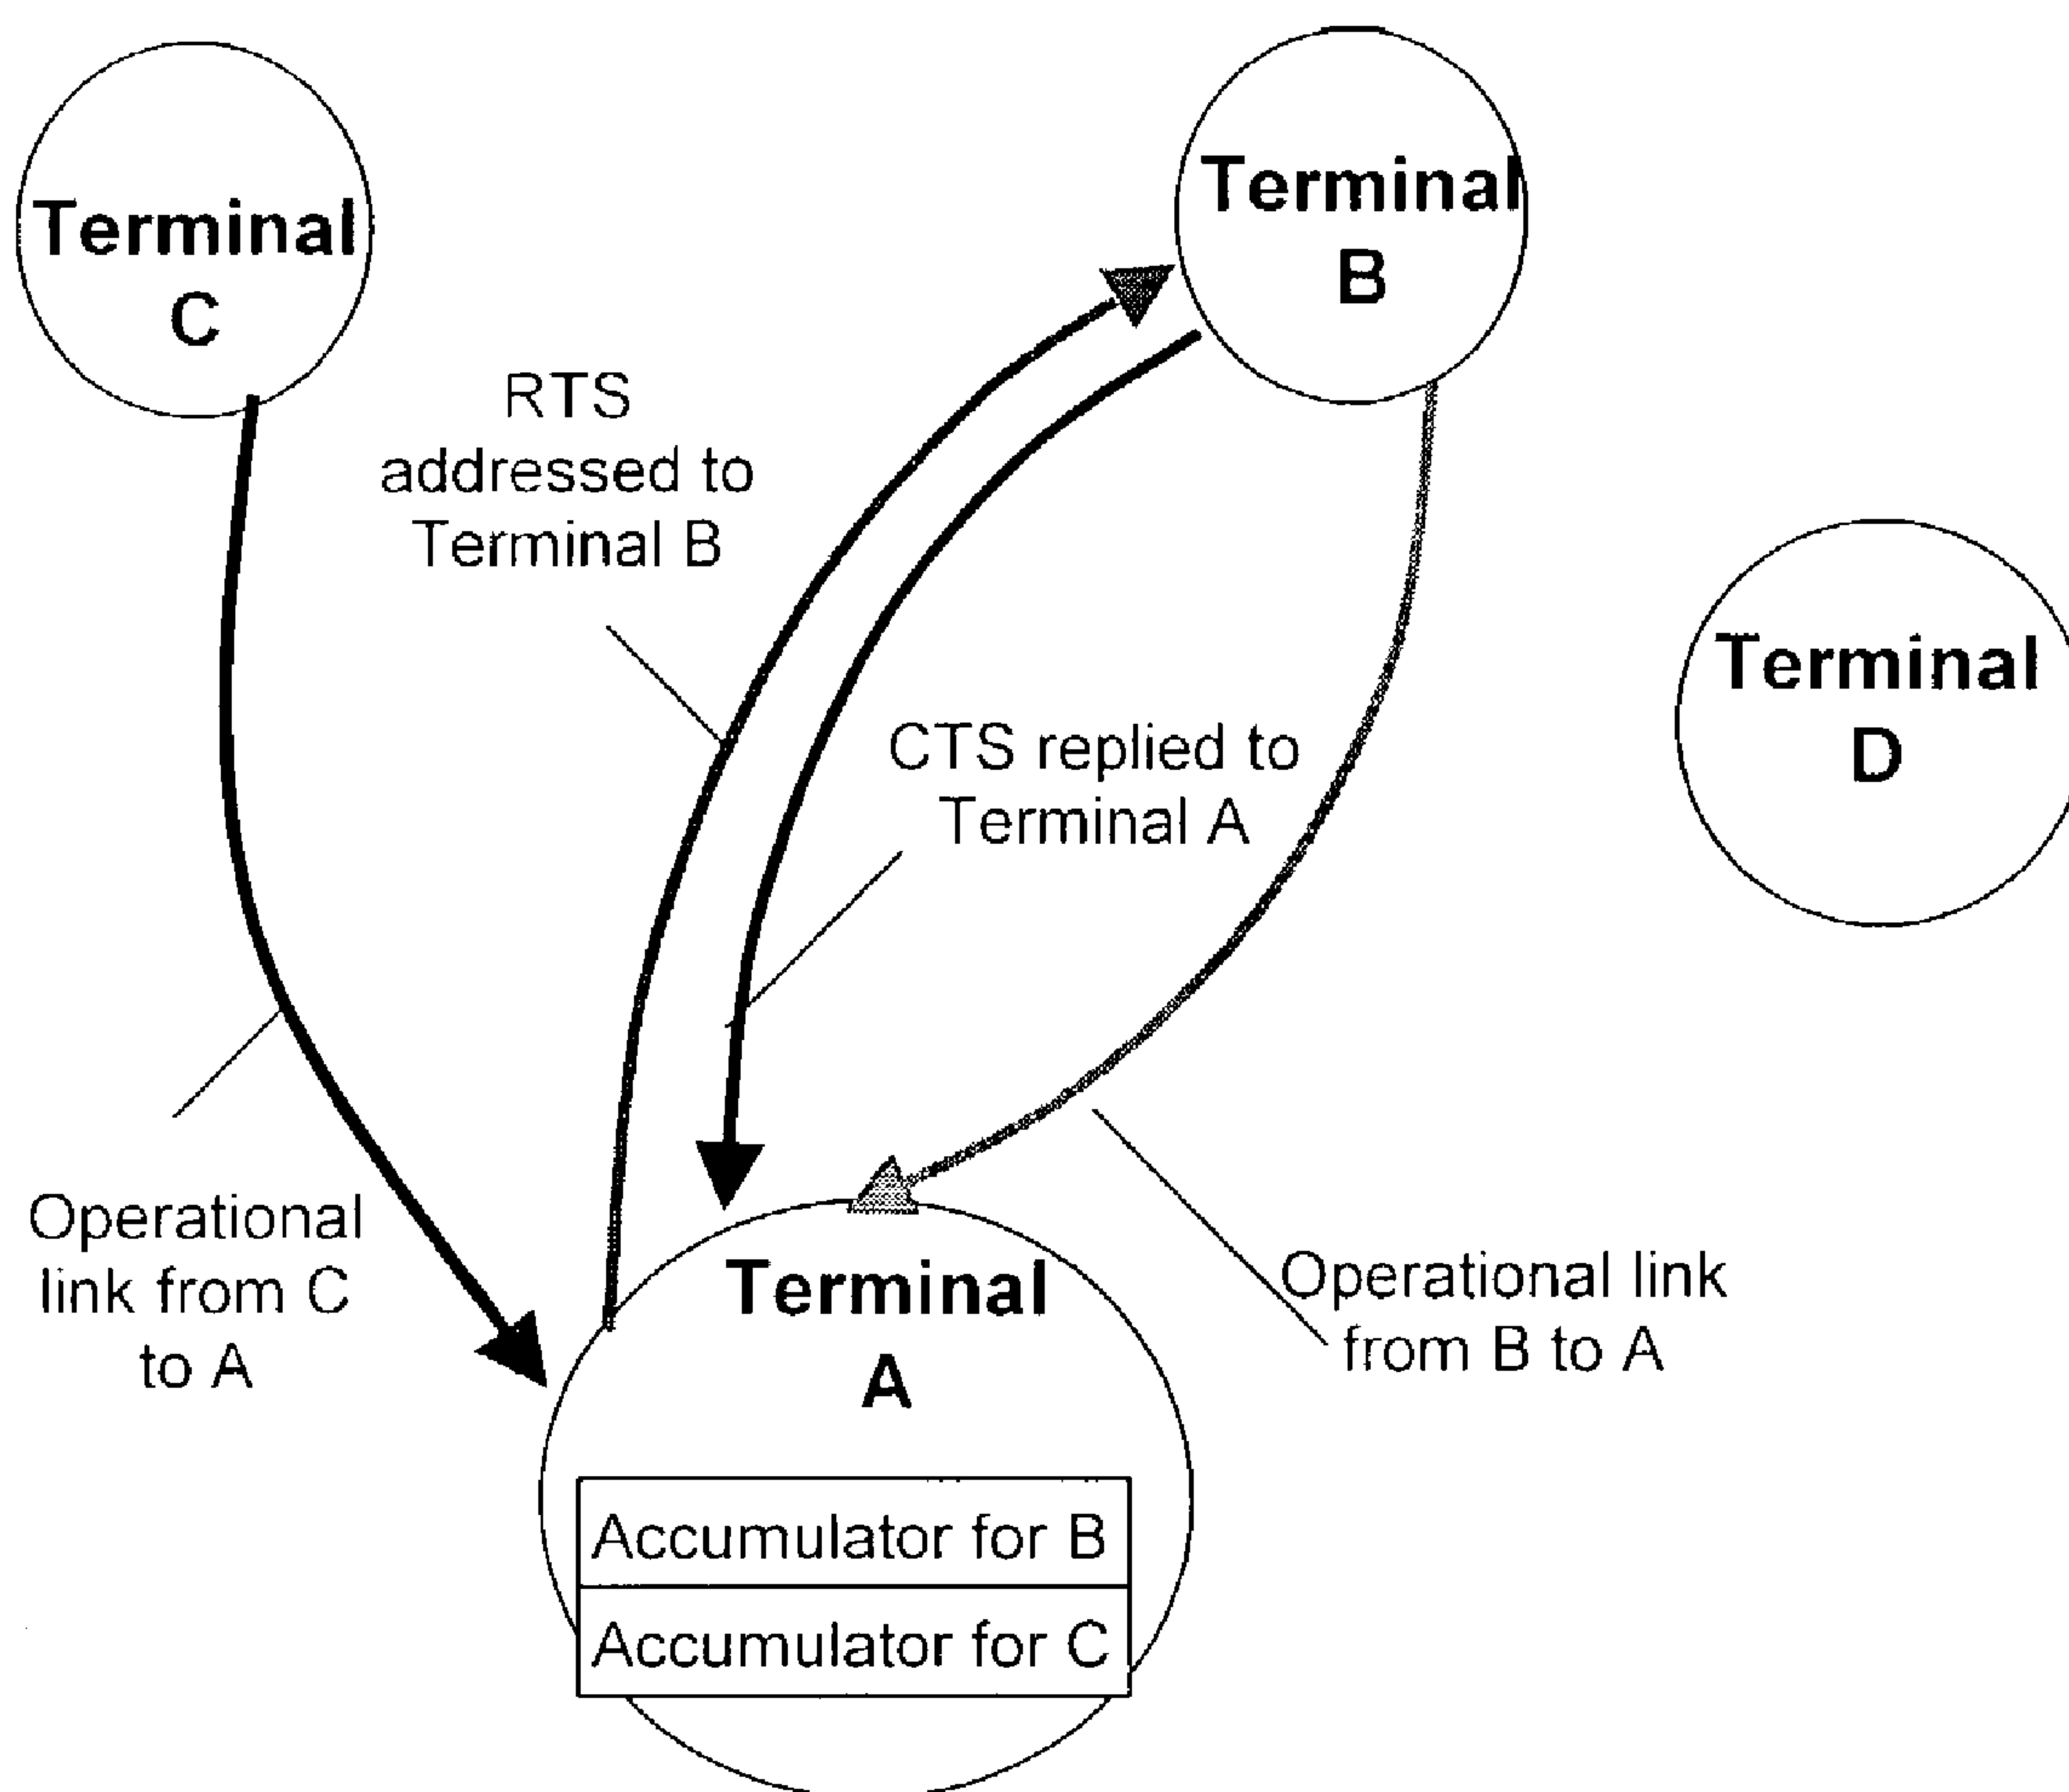 Terminal
C
Terminal
B
RTS
addressed to
Terminal B
Terminal
D
CTS replied to
Terminal A
Operational
link from C
to A
Operational link
from B to A
Terminal
A
Accumulator for B
Accumulator for C